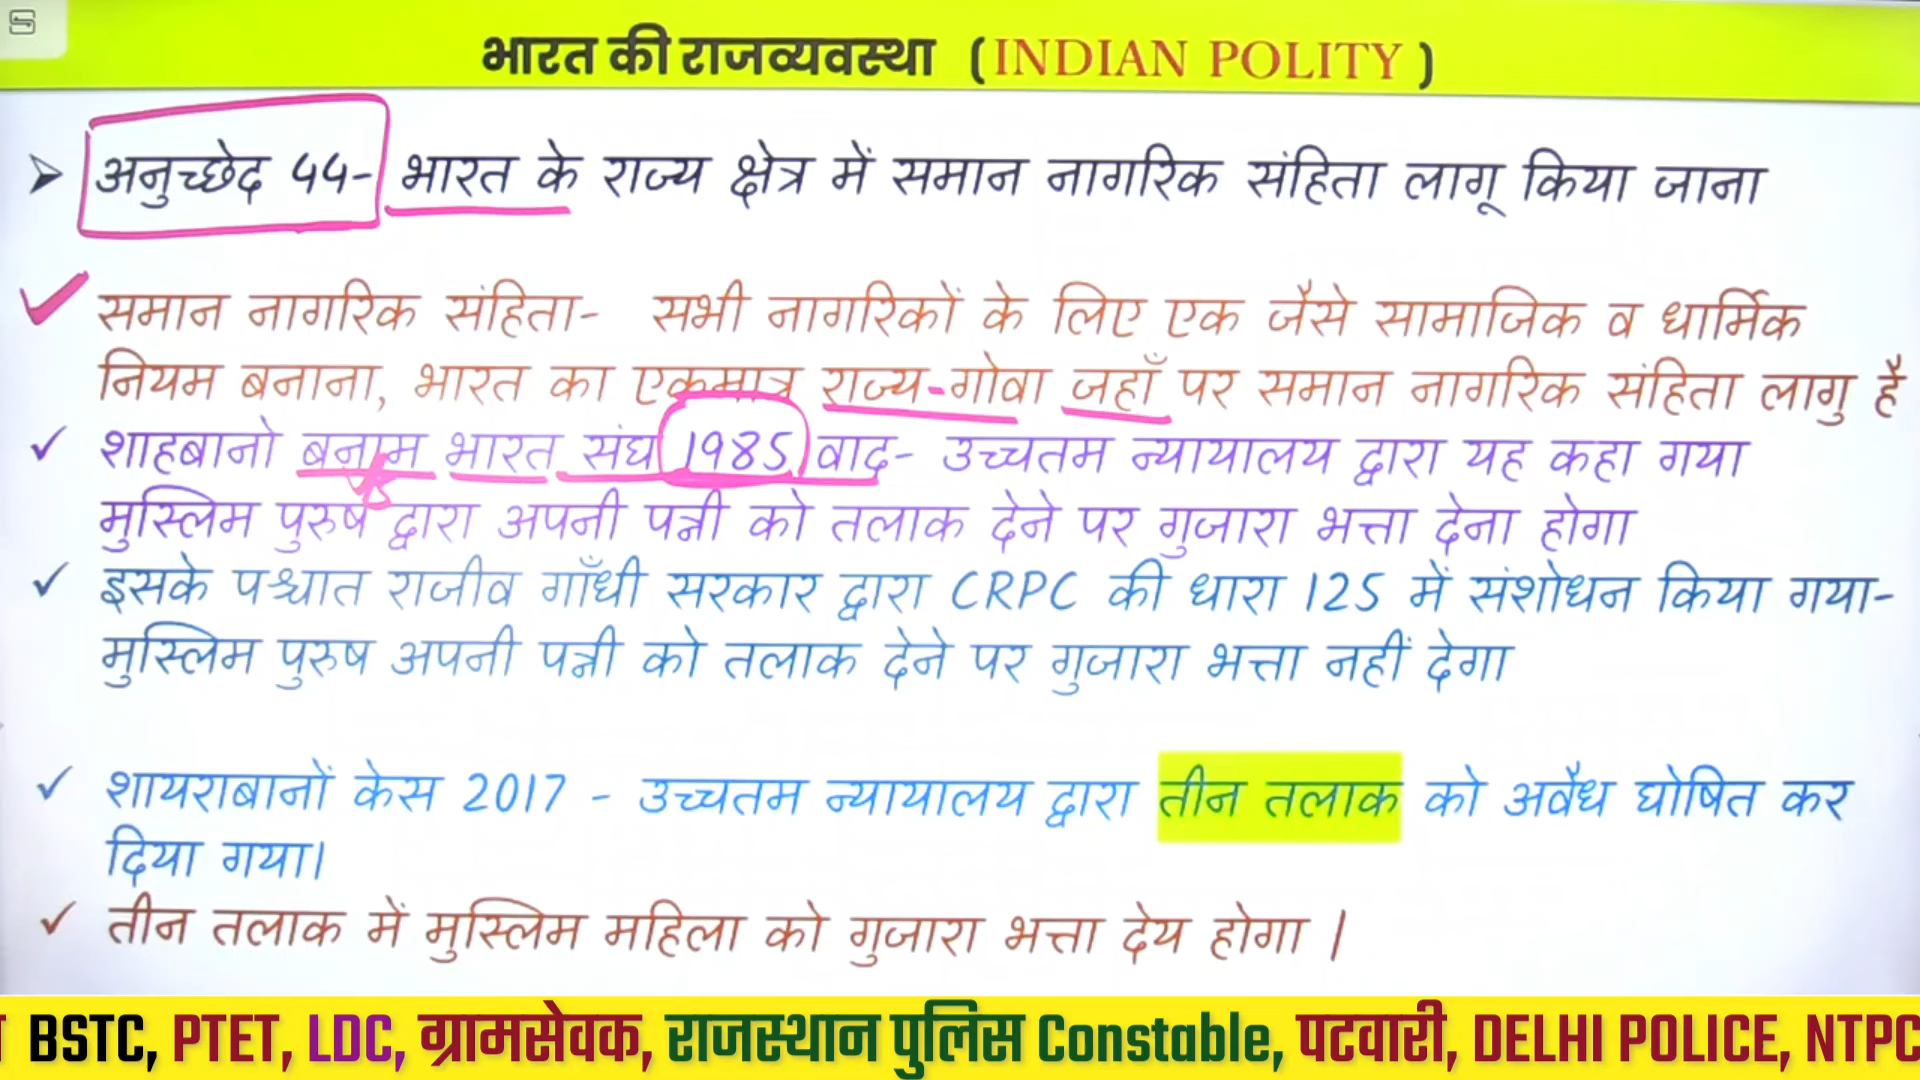 भारत की राजव्यवस्था (INDIAN POLITY)
अनुच्छेद 44- भारत के राज्य क्षेत्र में समान नागरिक संहिता लागू किया जाना
समान नागरिक संहिता- सभी नागरिकों के लिए एक जैसे सामाजिक व धार्मिक
नियम बनाना, भारत का एकमात्र राज्य-गोवा जहाँ पर समान नागरिक संहिता लागु है
शाहबानो बनाम भारत संघ 1985 वाद- उच्चतम न्यायालय द्वारा यह कहा गया
मुस्लिम पुरुष द्वारा अपनी पत्नी को तलाक देने पर गुजारा भत्ता देना होगा
इसके पश्चात राजीव गाँधी सरकार द्वारा CRPC की धारा 125 में संशोधन किया गया-
मुस्लिम पुरुष अपनी पत्नी को तलाक देने पर गुजारा भत्ता नहीं देगा
शायराबानों केस 2017 - उच्चतम न्यायालय द्वारा तीन तलाक को अवैध घोषित कर
दिया गया।
तीन तलाक में मुस्लिम महिला को गुजारा भत्ता देय होगा |
BSTC, PTET, LDC, ग्रामसेवक, राजस्थान पुलिस Constable, पटवारी, DELHI POLICE, NTPC